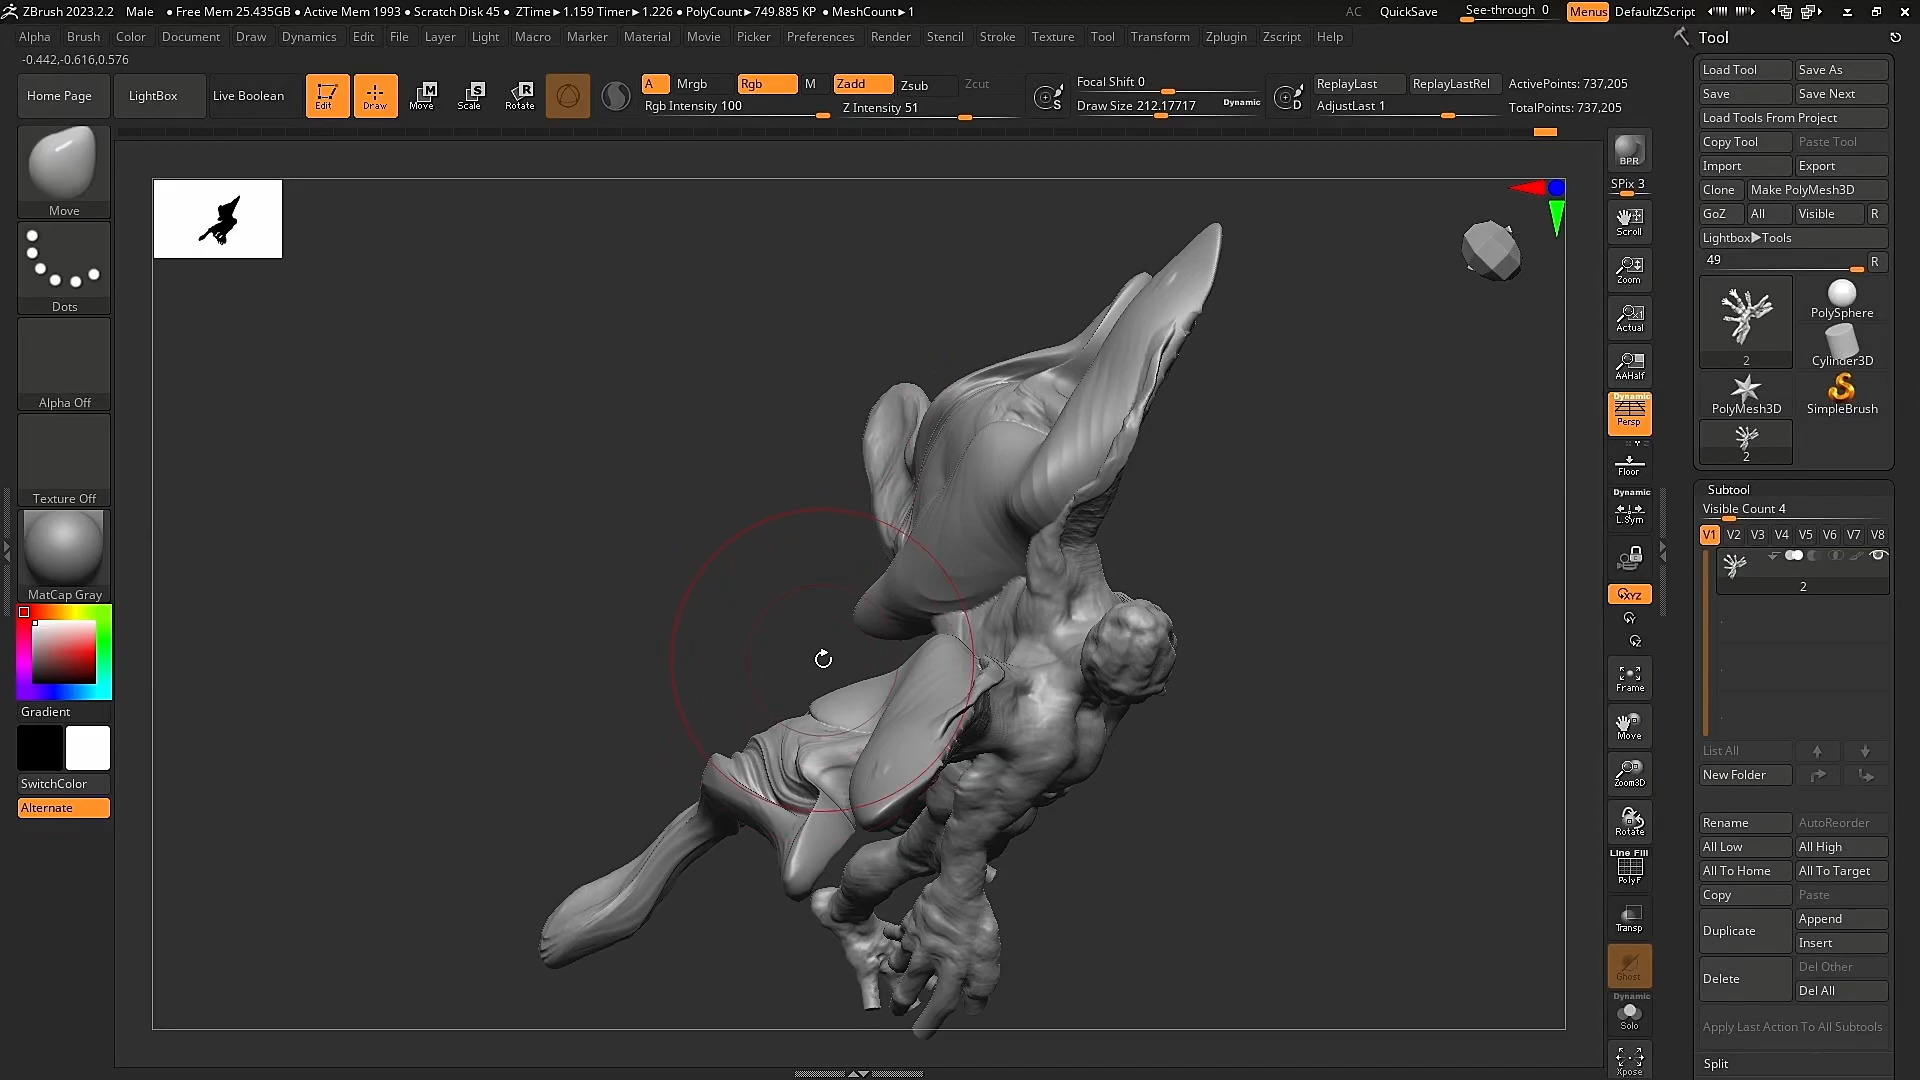 ZBrush 2023.2.2 Male • Free Mem 25.435GB • Active Mem 1993 • Scratch Disk 45 • ZTime►1.159 Timer►1.226 • PolyCount►749.885 KP • MeshCount►1 AC QuickSave See-through 0 Menus DefaultZScript
Alpha Brush Color Document Draw Dynamics Edit File Layer Light Macro Marker Material Movie Picker Preferences Render Stencil Stroke Texture Tool Transform Zplugin Zscript Help
Tool
-0.442,-0.616,0.576
Home Page LightBox Live Boolean Edit Draw Move Scale Rotate
A Mrgb Rgb M Zadd Zsub Zcut
Rgb Intensity 100 Z Intensity 51
S Focal Shift 0
Draw Size 212.17717 Dynamic
D ReplayLast ReplayLastRel ActivePoints: 737,205
AdjustLast 1 TotalPoints: 737,205
Move
Dots
Alpha Off
Texture Off
MatCap Gray
Gradient
SwitchColor
Alternate
BPR
SPix 3
Scroll
Zoom
Actual
AAHalf
Dynamic
Persp
Floor
Dynamic
L.Sym
XYZ
Y
Z
Frame
Move
Zoom3D
Rotate
Line Fill
PolyF
Transp
Ghost
Dynamic
Solo
Xpose
Load Tool Save As
Save Save Next
Load Tools From Project
Copy Tool Paste Tool
Import Export
Clone Make PolyMesh3D
GoZ All Visible R
Lightbox►Tools
49 R
2 PolySphere
Cylinder3D
PolyMesh3D SimpleBrush
2
Subtool
Visible Count 4
V1 V2 V3 V4 V5 V6 V7 V8
2
List All
New Folder
Rename AutoReorder
All Low All High
All To Home All To Target
Copy Paste
Duplicate Append
Insert
Delete Del Other
Del All
Apply Last Action To All Subtools
Split